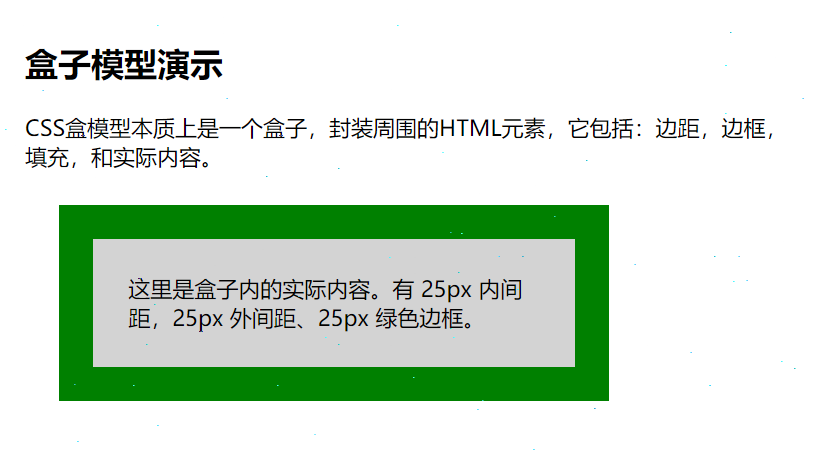 盒子模型演示
CSS盒模型本质上是一个盒子，封装周围的HTML元素，它包括：边距，边框，
填充，和实际内容。
这里是盒子内的实际内容。有 25px 内间
距，25px 外间距、25px 绿色边框。